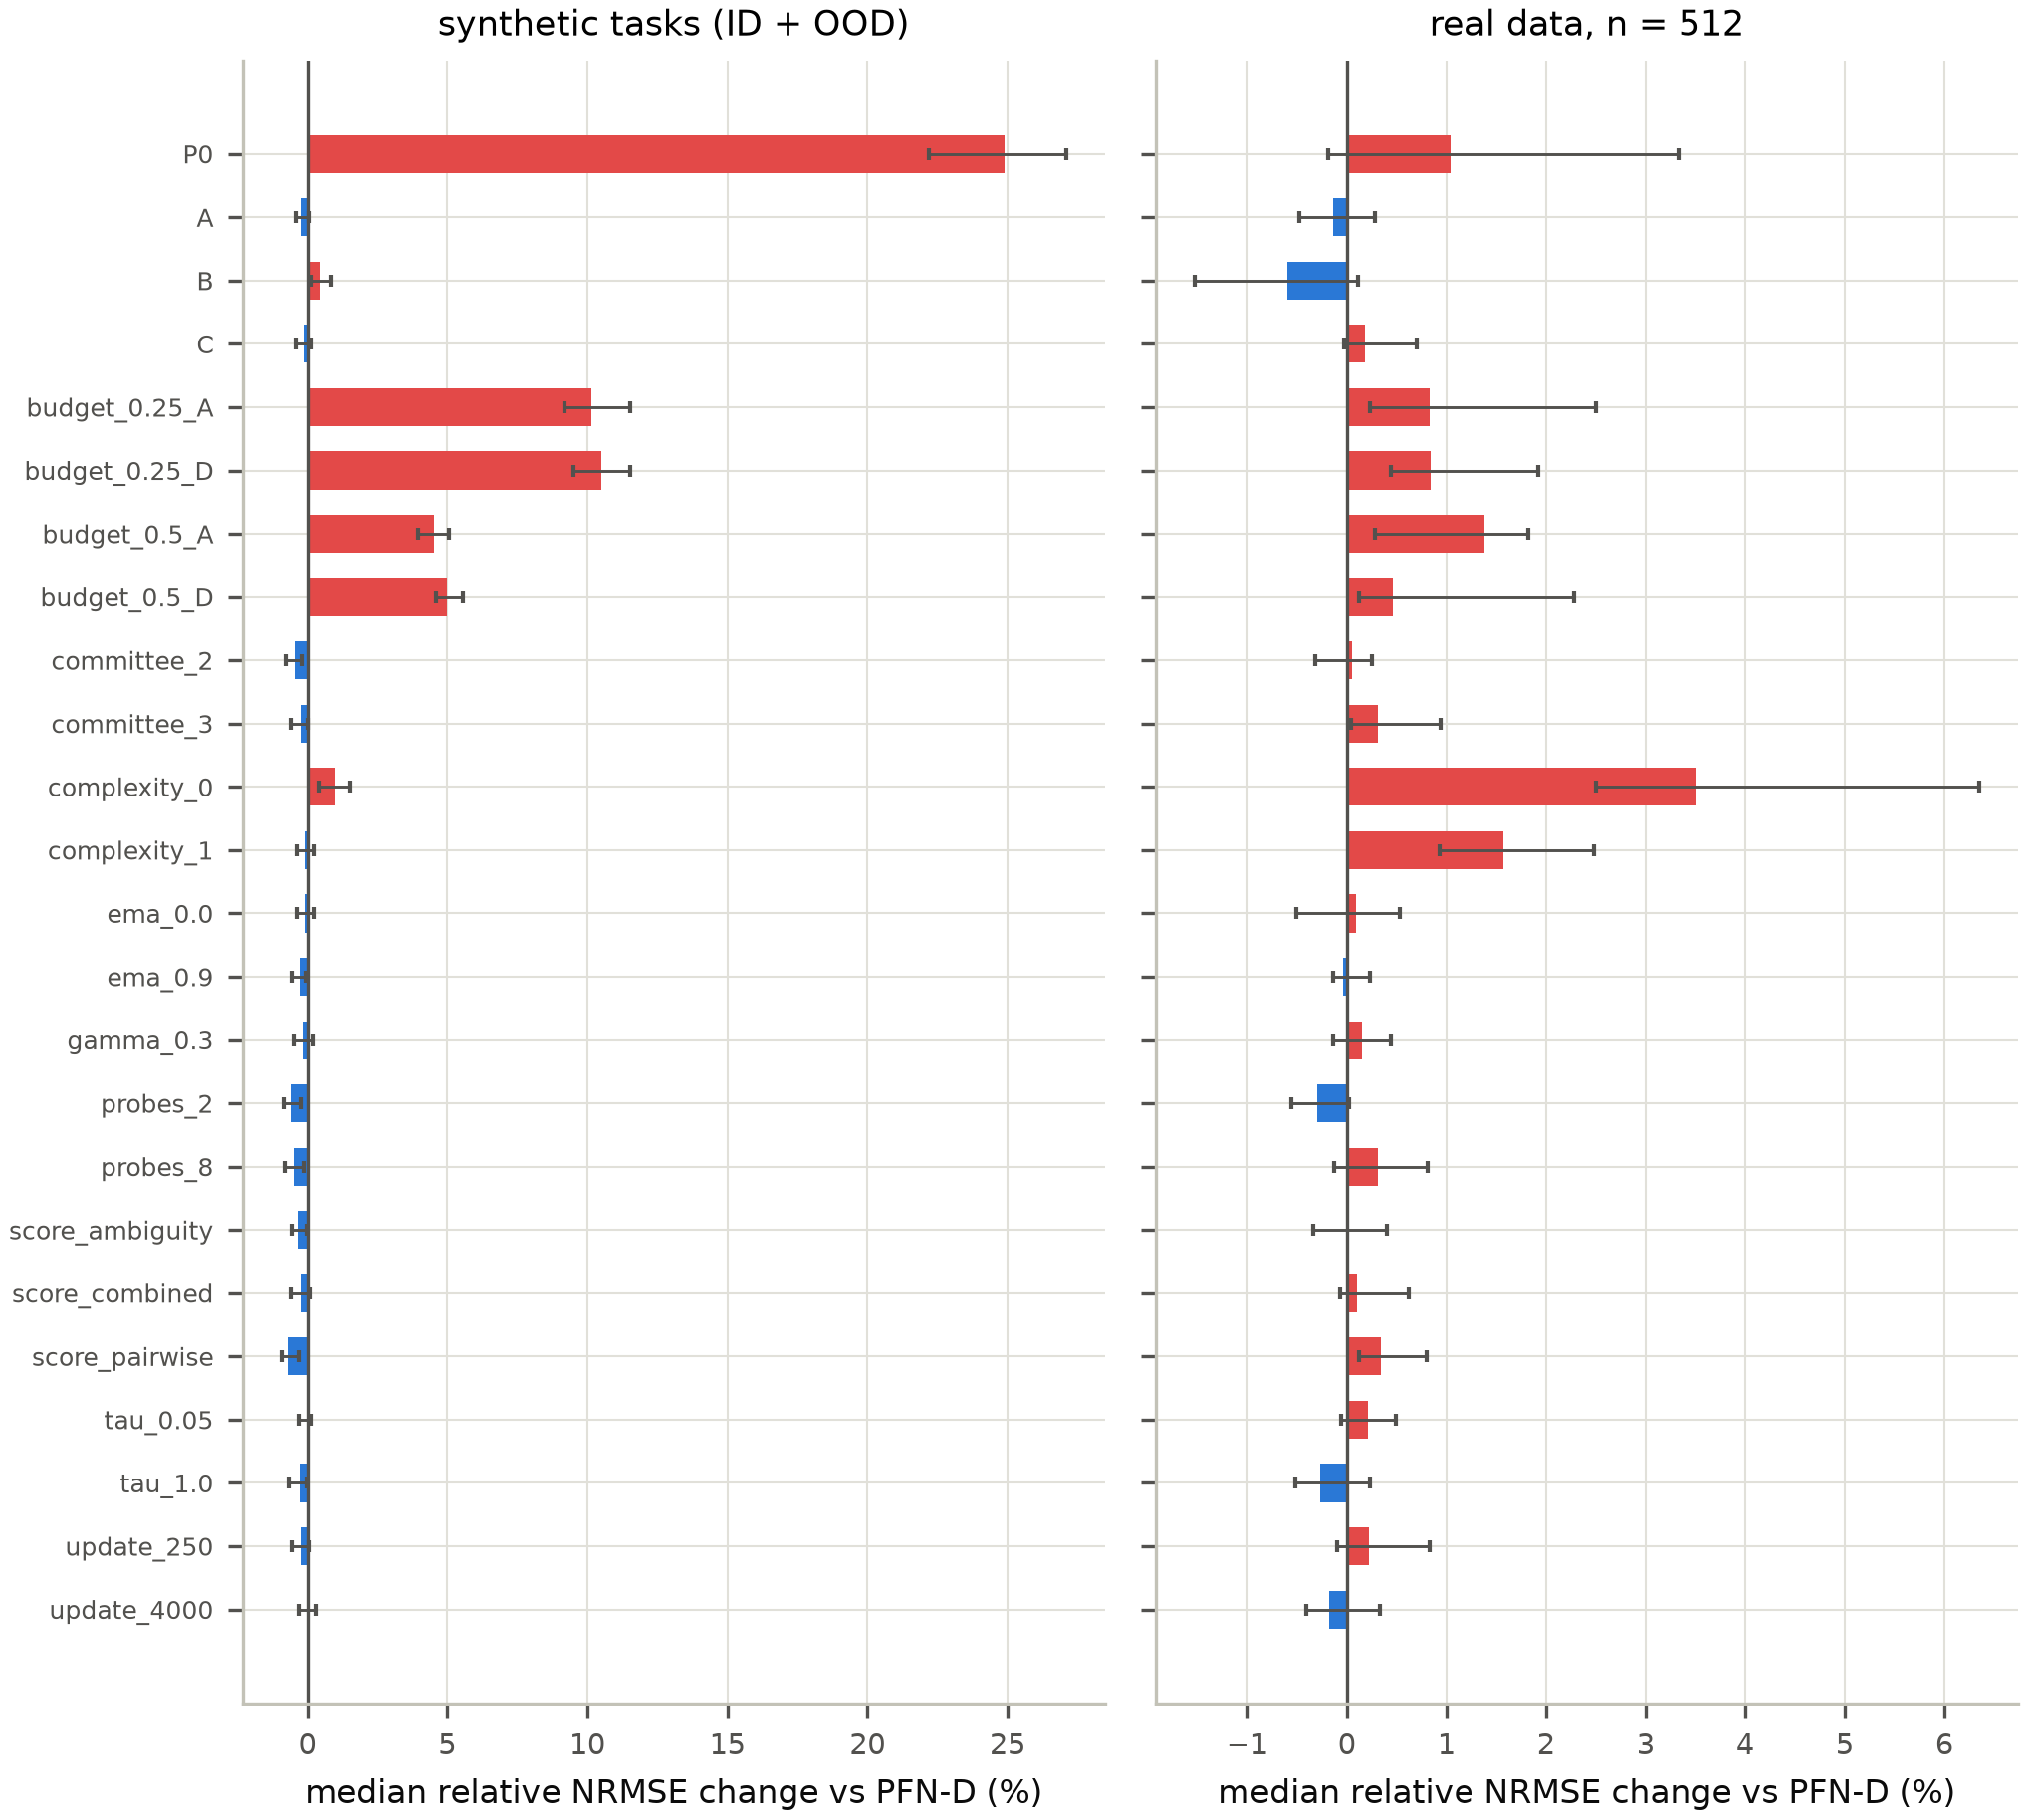 synthetic tasks (ID + OOD)
real data, n = 512
P0
A
B
C
budget_0.25_A
budget_0.25_D
budget_0.5_A
budget_0.5_D
committee_2
committee_3
complexity_0
complexity_1
ema_0.0
ema_0.9
gamma_0.3
probes_2
probes_8
score_ambiguity
score_combined
score_pairwise
tau_0.05
tau_1.0
update_250
update_4000
0 5 10 15 20 25
−1 0 1 2 3 4 5 6
median relative NRMSE change vs PFN-D (%)
median relative NRMSE change vs PFN-D (%)